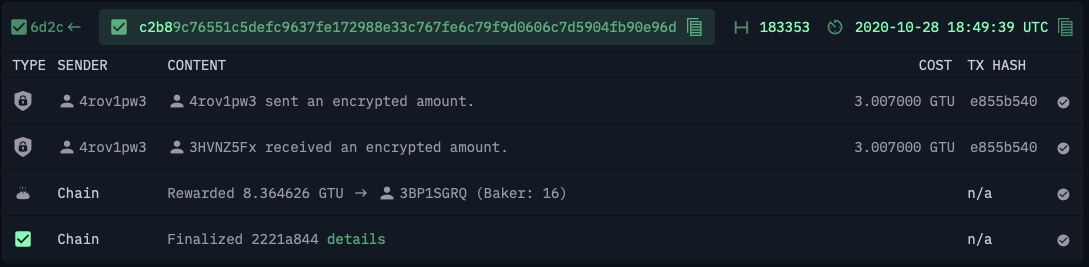 6d2c ← c2b89c76551c5defc9637fe172988e33c767fe6c79f9d0606c7d5904fb90e96d 183353 2020-10-28 18:49:39 UTC
TYPE SENDER CONTENT COST TX HASH
4rov1pw3 4rov1pw3 sent an encrypted amount. 3.007000 GTU e855b540
4rov1pw3 3HVNZ5Fx received an encrypted amount. 3.007000 GTU e855b540
Chain Rewarded 8.364626 GTU → 3BP1SGRQ (Baker: 16) n/a
Chain Finalized 2221a844 details n/a